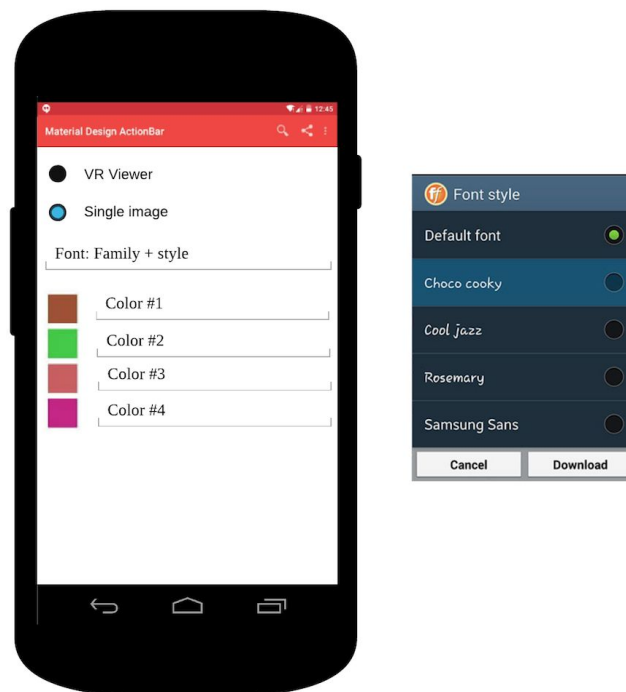 12:45
Material Design ActionBar
VR Viewer
Single image
Font: Family + style
Color #1
Color #2
Color #3
Color #4
ff Font style
Default font
Choco cooky
Cool jazz
Rosemary
Samsung Sans
Cancel Download